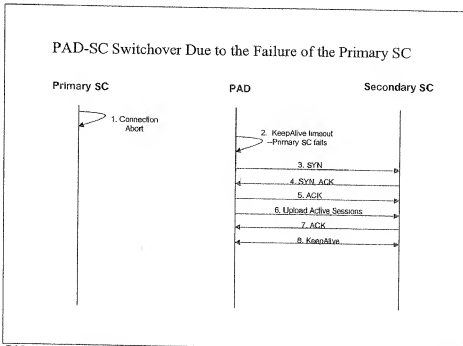 PAD-SC Switchover Due to the Failure of the Primary SC
Primary SC
PAD
Secondary SC
1. Connection
Abort
2. KeepAlive timeout
--Primary SC fails
3. SYN
4. SYN, ACK
5. ACK
6. Upload Active Sessions
7. ACK
8. KeepAlive